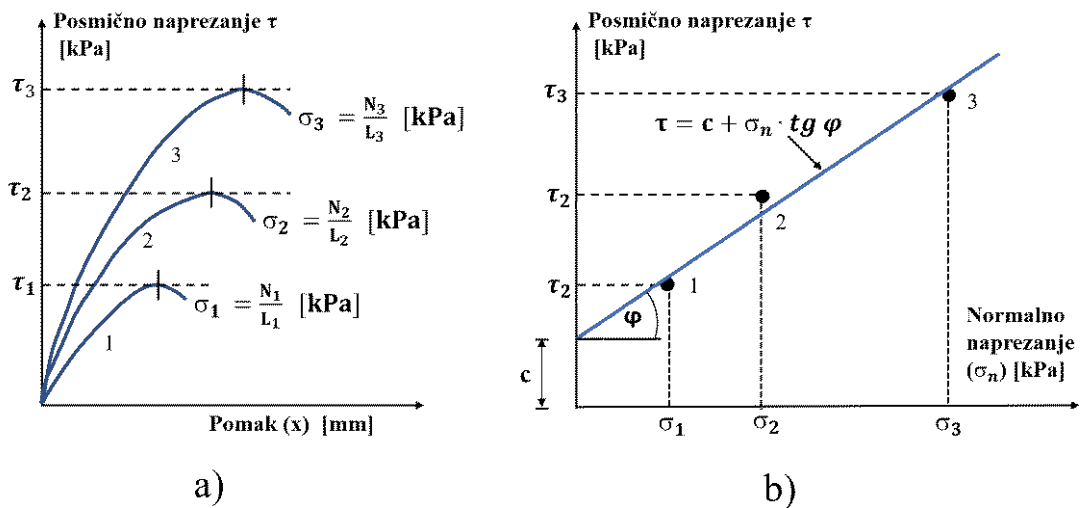 Posmično naprezanje τ
[kPa]
τ₃
σ₃ = N₃/L₃ [kPa]
3
τ₂
2
σ₂ = N₂/L₂ [kPa]
τ₁
σ₁ = N₁/L₁ [kPa]
1
Pomak (x) [mm]
a)
Posmično naprezanje τ
[kPa]
τ₃
3
τ = c + σₙ · tg φ
τ₂
2
τ₂
1
φ
Normalno
naprezanje
(σₙ) [kPa]
c
σ₁ σ₂ σ₃
b)